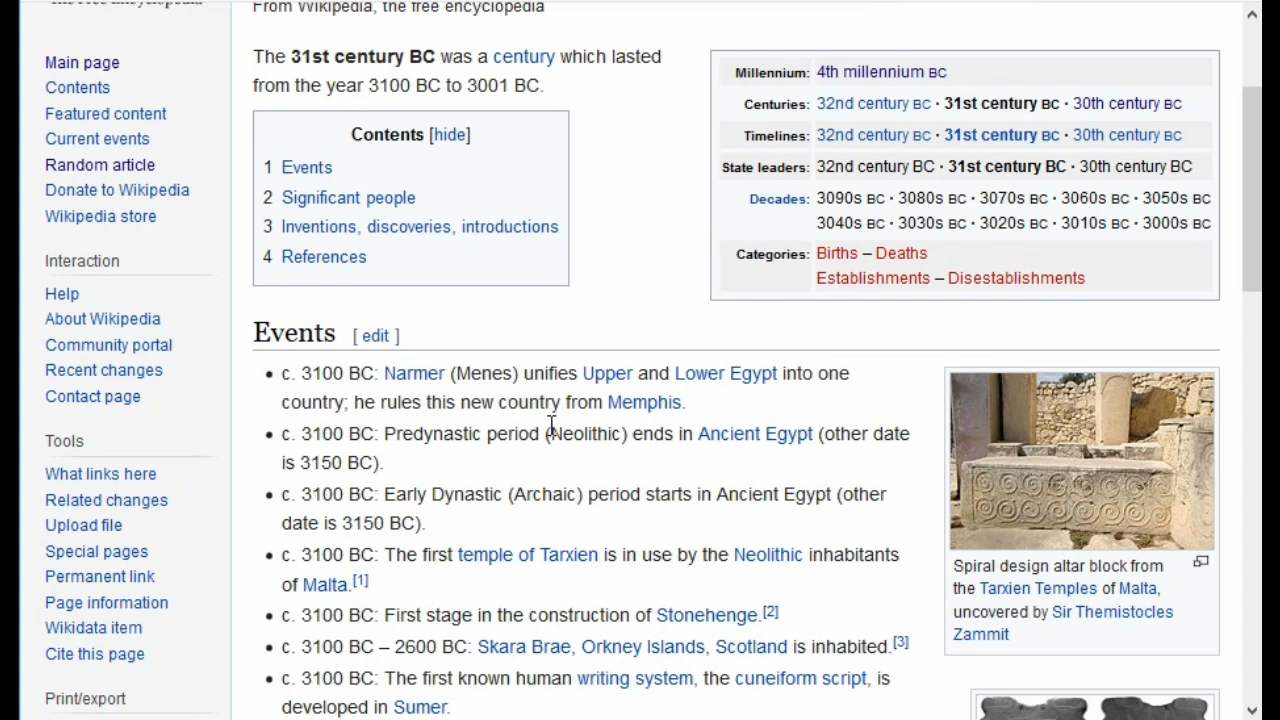 From Wikipedia, the free encyclopedia
Main page
Contents
Featured content
Current events
Random article
Donate to Wikipedia
Wikipedia store
Interaction
Help
About Wikipedia
Community portal
Recent changes
Contact page
Tools
What links here
Related changes
Upload file
Special pages
Permanent link
Page information
Wikidata item
Cite this page
Print/export
The 31st century BC was a century which lasted
from the year 3100 BC to 3001 BC.
Contents [hide]
1 Events
2 Significant people
3 Inventions, discoveries, introductions
4 References
Millennium: 4th millennium BC
Centuries: 32nd century BC · 31st century BC · 30th century BC
Timelines: 32nd century BC · 31st century BC · 30th century BC
State leaders: 32nd century BC · 31st century BC · 30th century BC
Decades: 3090s BC · 3080s BC · 3070s BC · 3060s BC · 3050s BC
3040s BC · 3030s BC · 3020s BC · 3010s BC · 3000s BC
Categories: Births – Deaths
Establishments – Disestablishments
Events [ edit ]
• c. 3100 BC: Narmer (Menes) unifies Upper and Lower Egypt into one
country; he rules this new country from Memphis.
• c. 3100 BC: Predynastic period (Neolithic) ends in Ancient Egypt (other date
is 3150 BC).
• c. 3100 BC: Early Dynastic (Archaic) period starts in Ancient Egypt (other
date is 3150 BC).
• c. 3100 BC: The first temple of Tarxien is in use by the Neolithic inhabitants
of Malta.[1]
• c. 3100 BC: First stage in the construction of Stonehenge.[2]
• c. 3100 BC – 2600 BC: Skara Brae, Orkney Islands, Scotland is inhabited.[3]
• c. 3100 BC: The first known human writing system, the cuneiform script, is
developed in Sumer.
Spiral design altar block from
the Tarxien Temples of Malta,
uncovered by Sir Themistocles
Zammit